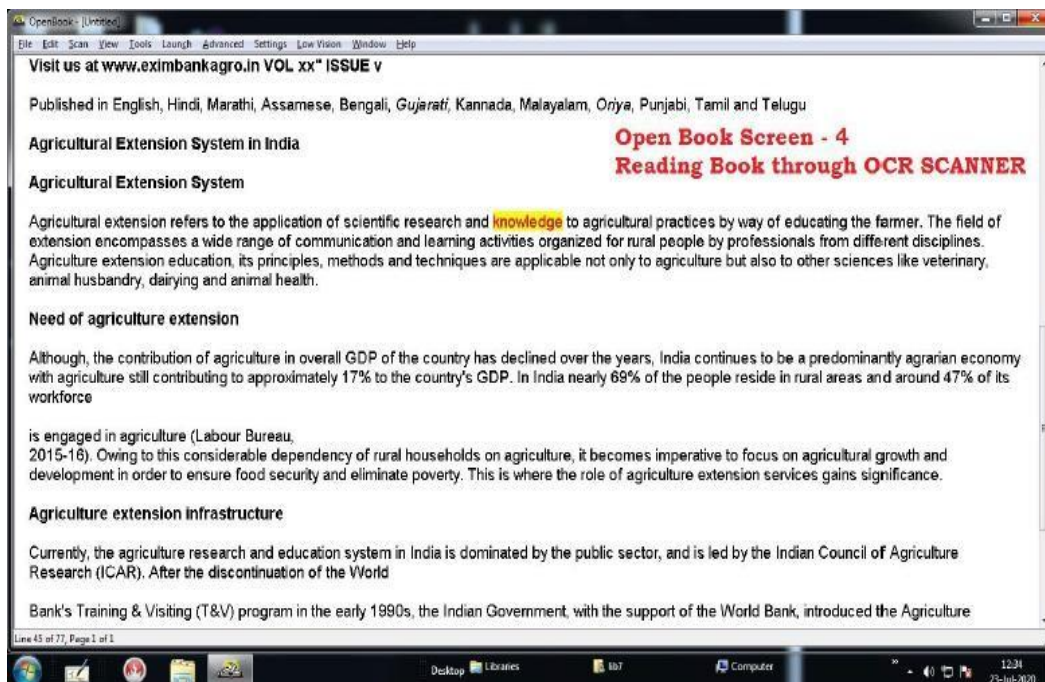 OpenBook - [Untitled]
File Edit Scan View Tools Launch Advanced Settings Low Vision Window Help
Visit us at www.eximbankagro.in VOL xx" ISSUE v
Published in English, Hindi, Marathi, Assamese, Bengali, Gujarati, Kannada, Malayalam, Oriya, Punjabi, Tamil and Telugu
Agricultural Extension System in India
Open Book Screen - 4
Reading Book through OCR SCANNER
Agricultural Extension System
Agricultural extension refers to the application of scientific research and knowledge to agricultural practices by way of educating the farmer. The field of
extension encompasses a wide range of communication and learning activities organized for rural people by professionals from different disciplines.
Agriculture extension education, its principles, methods and techniques are applicable not only to agriculture but also to other sciences like veterinary,
animal husbandry, dairying and animal health.
Need of agriculture extension
Although, the contribution of agriculture in overall GDP of the country has declined over the years, India continues to be a predominantly agrarian economy
with agriculture still contributing to approximately 17% to the country's GDP. In India nearly 69% of the people reside in rural areas and around 47% of its
workforce
is engaged in agriculture (Labour Bureau,
2015-16). Owing to this considerable dependency of rural households on agriculture, it becomes imperative to focus on agricultural growth and
development in order to ensure food security and eliminate poverty. This is where the role of agriculture extension services gains significance.
Agriculture extension infrastructure
Currently, the agriculture research and education system in India is dominated by the public sector, and is led by the Indian Council of Agriculture
Research (ICAR). After the discontinuation of the World
Bank's Training & Visiting (T&V) program in the early 1990s, the Indian Government, with the support of the World Bank, introduced the Agriculture
Line 45 of 77, Page 1 of 1
Desktop Libraries lib7 Computer » 12:34
23-Jul-2020